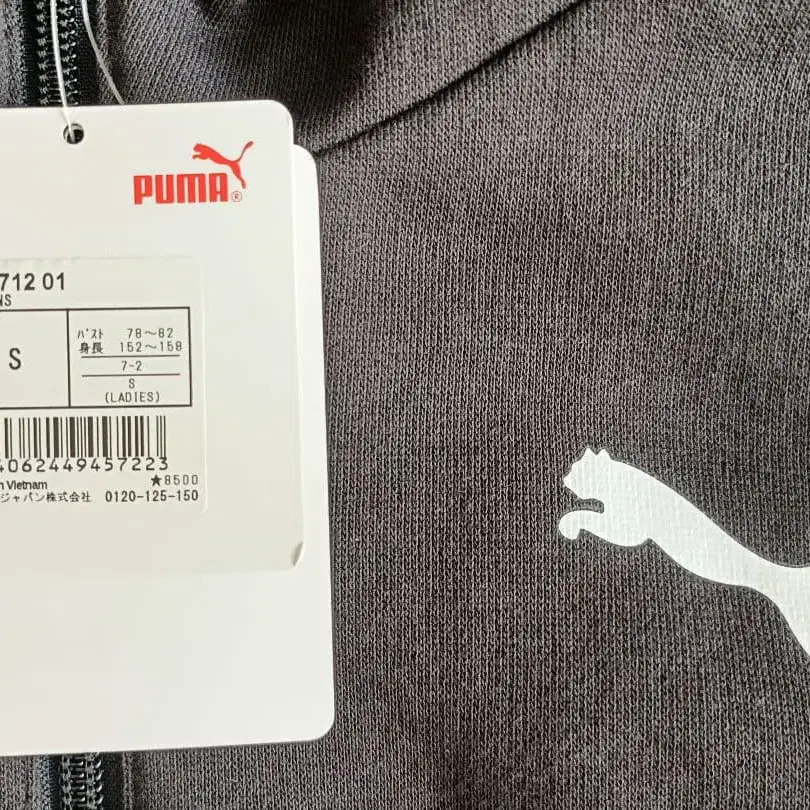 PUMA®
712 01
NS
S
バスト 78~82
身長 152~158
7-2
S
(LADIES)
4062449457223
★8500
n Vietnam
ジャパン株式会社 0120-125-150